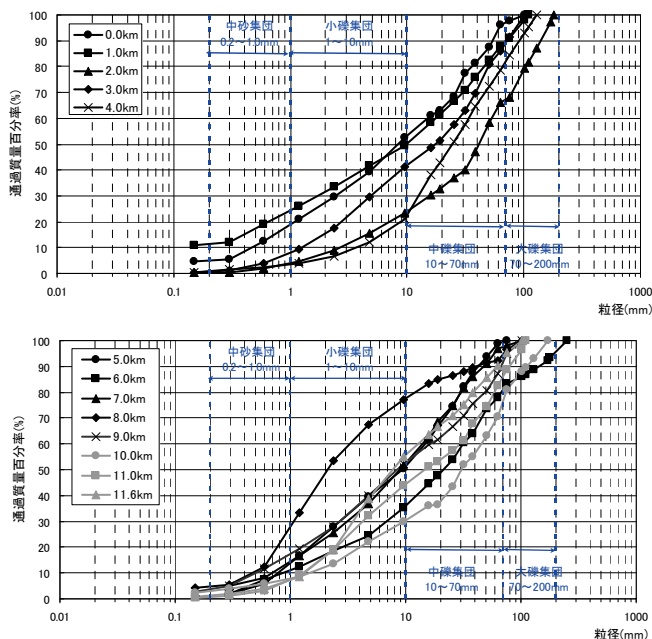 通過質量百分率(%)
100
90
80
70
60
50
40
30
20
10
0
0.0km
1.0km
2.0km
3.0km
4.0km
中砂集団
0.2～1.0mm
小礫集団
1～10mm
中礫集団
10～70mm
大礫集団
70～200mm
0.01
0.1
1
10
100
1000
粒径(mm)
通過質量百分率(%)
100
90
80
70
60
50
40
30
20
10
0
5.0km
6.0km
7.0km
8.0km
9.0km
10.0km
11.0km
11.6km
中砂集団
0.2～1.0mm
小礫集団
1～10mm
中礫集団
10～70mm
大礫集団
70～200mm
0.01
0.1
1
10
100
1000
粒径(mm)